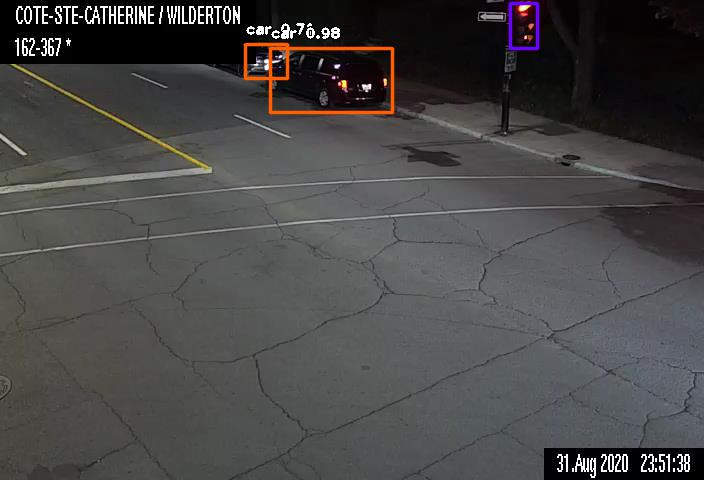 COTE-STE-CATHERINE / WILDERTON
162-367 *
car 0.98
31.Aug 2020 23:51:38